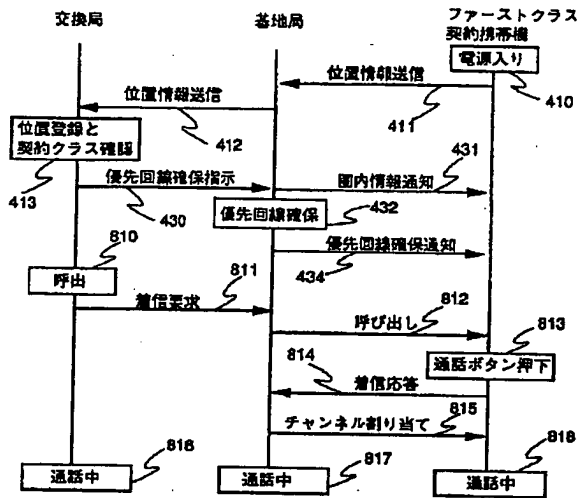 交換局
基地局
ファーストクラス
契約携帯機
電源入り
410
位置情報送信
411
位置情報送信
412
位置登録と
契約クラス確認
413
優先回線確保指示
430
圏内情報通知
431
優先回線確保
432
優先回線確保通知
434
810
呼出
着信要求
811
呼び出し
812
813
通話ボタン押下
814
着信応答
チャンネル割り当て
815
通話中
816
通話中
817
通話中
818